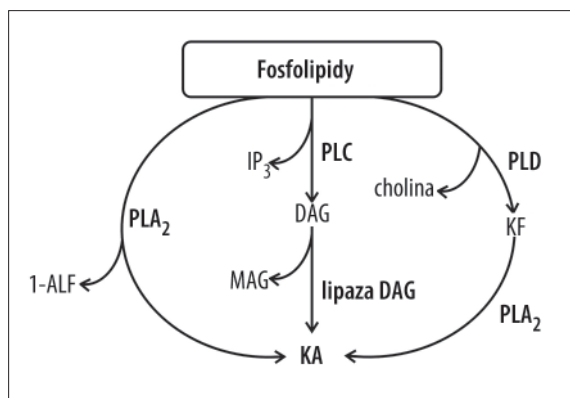 Fosfolipidy
IP3
PLC
PLD
cholina
DAG
KF
PLA2
1-ALF
MAG
lipaza DAG
PLA2
KA